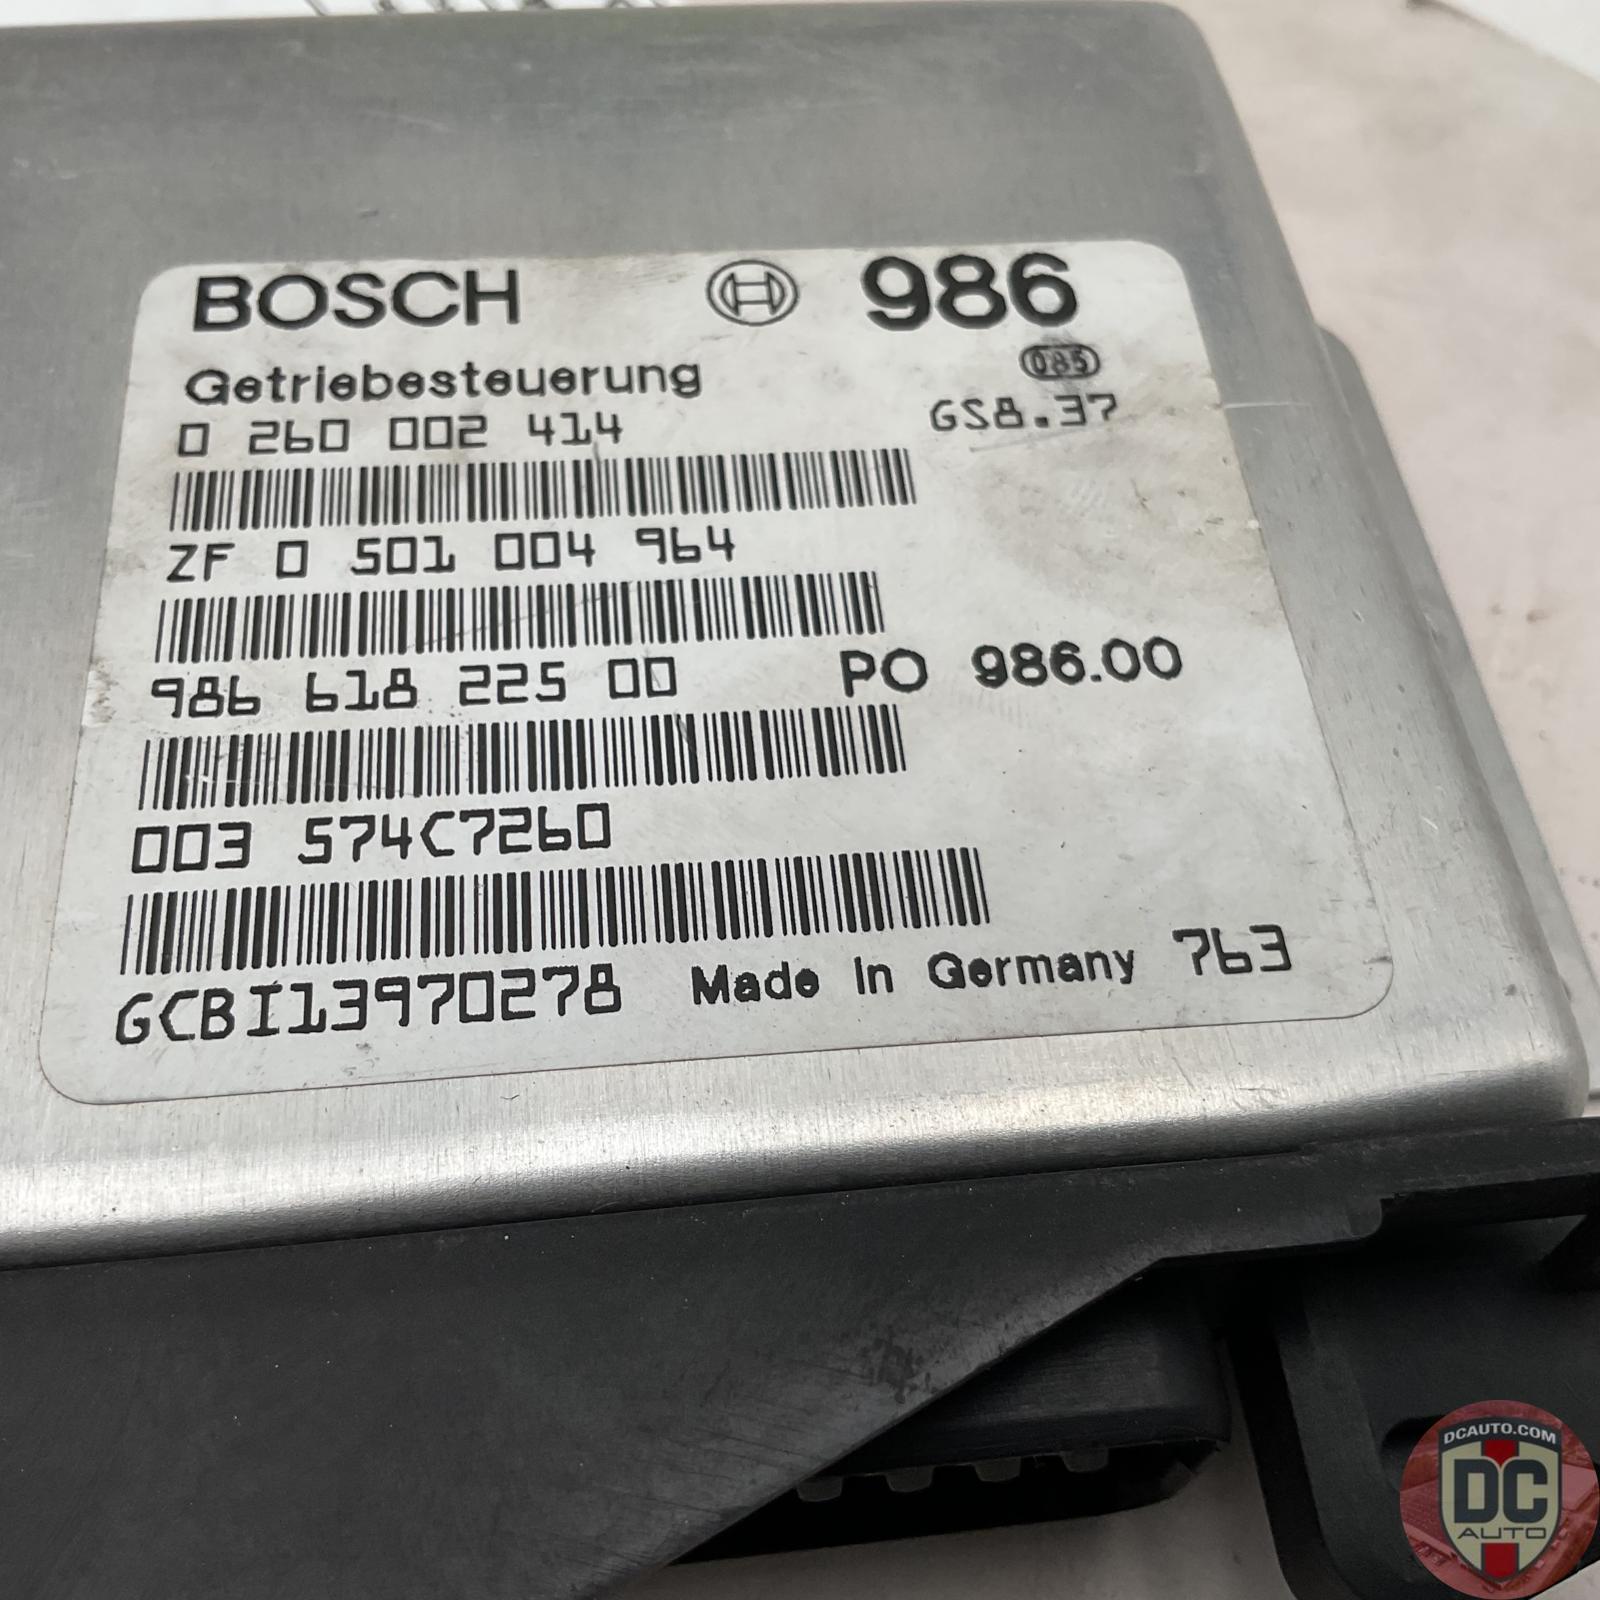 BOSCH 986
Getriebesteuerung 085
0 260 002 414 GS8.37
ZF 0 501 004 964
986 618 225 00 PO 986.00
003 574C7260
GCBI13970278 Made in Germany 763
DCAUTO.COM
DC
AUTO